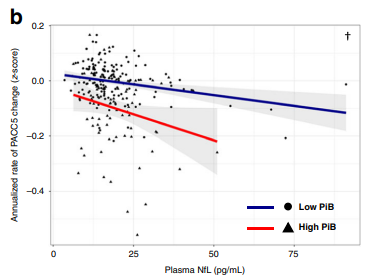 b
0.2
†
0.0
−0.2
−0.4
Annualized rate of PACC5 change (z-score)
Low PiB
High PiB
0
25
50
75
Plasma NfL (pg/mL)